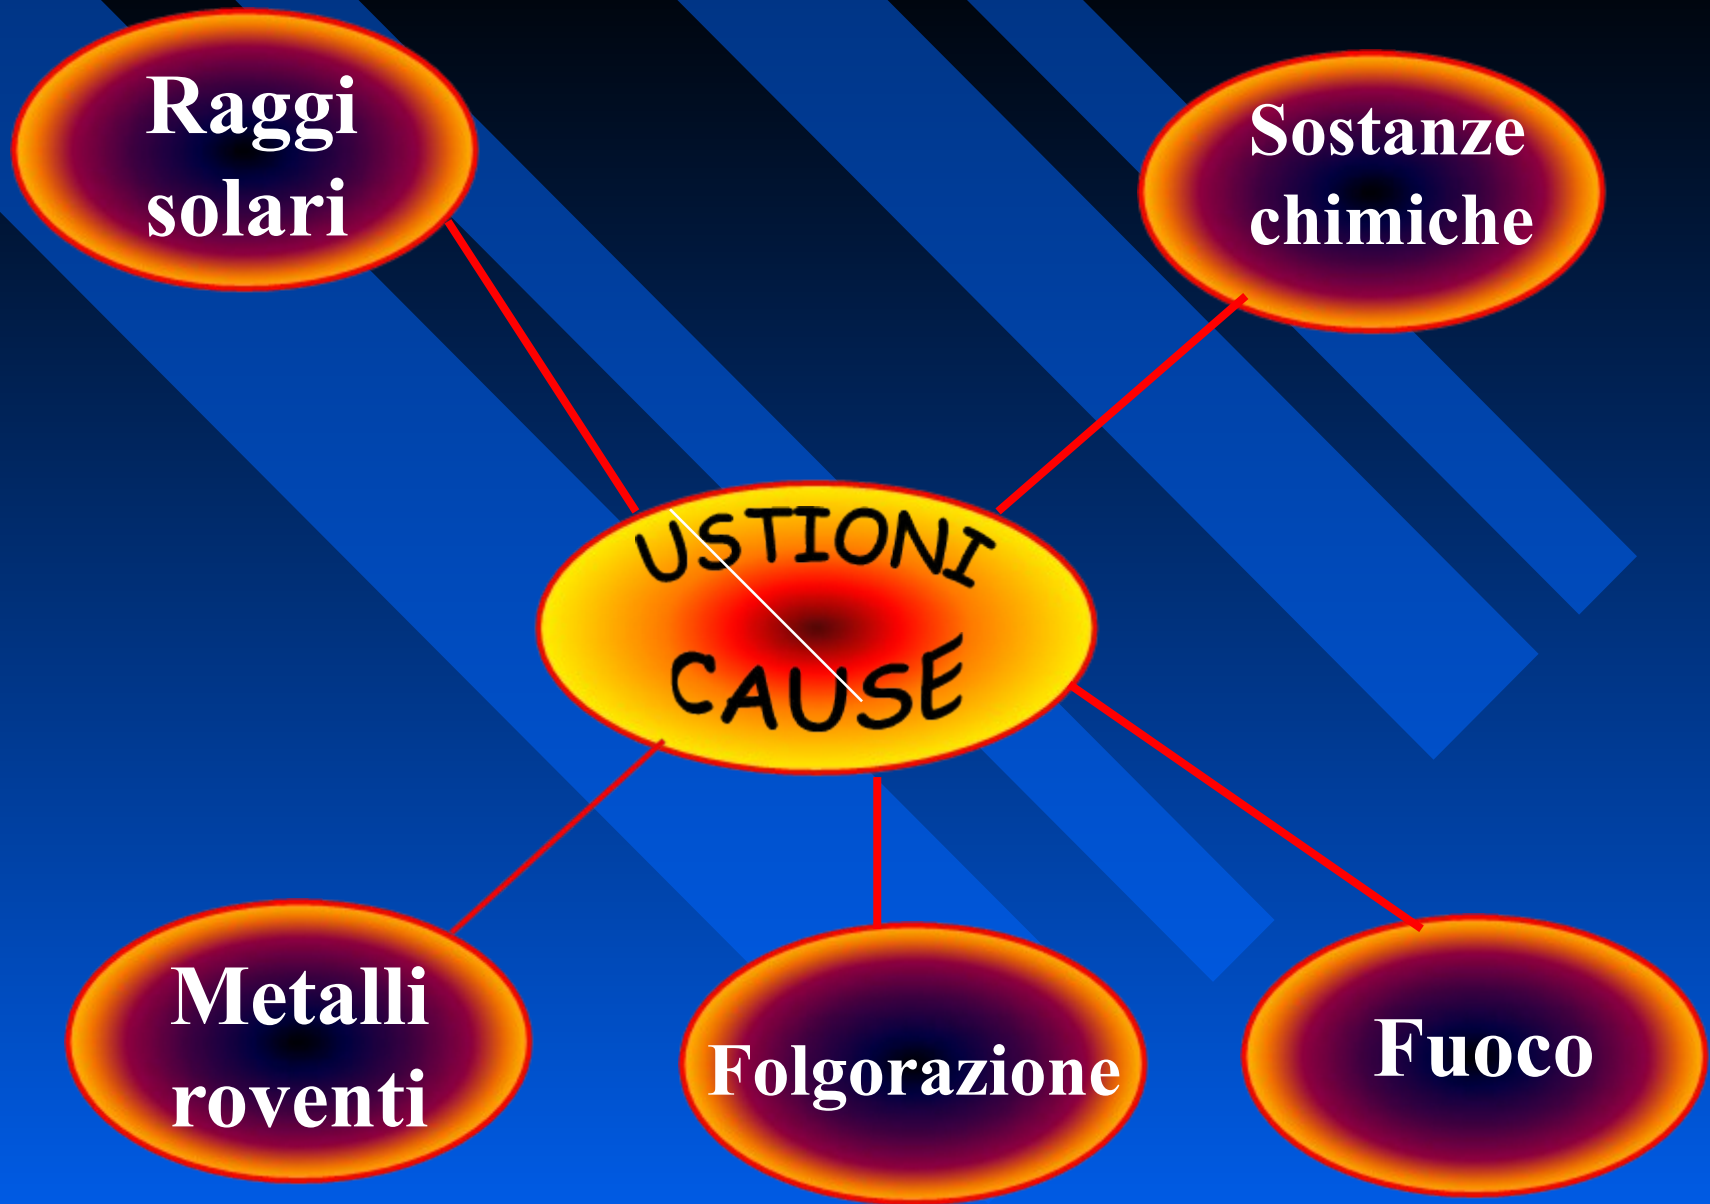 Raggi
solari
Sostanze
chimiche
USTIONI
CAUSE
Metalli
roventi
Folgorazione
Fuoco